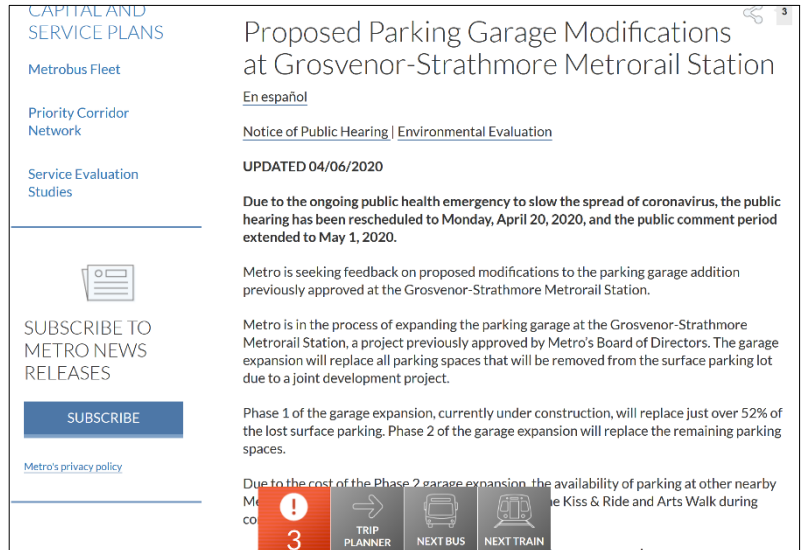 CAPITAL AND
SERVICE PLANS
Metrobus Fleet
Priority Corridor
Network
Service Evaluation
Studies
SUBSCRIBE TO
METRO NEWS
RELEASES
SUBSCRIBE
Metro's privacy policy
3
Proposed Parking Garage Modifications
at Grosvenor-Strathmore Metrorail Station
En español
Notice of Public Hearing | Environmental Evaluation
UPDATED 04/06/2020
Due to the ongoing public health emergency to slow the spread of coronavirus, the public
hearing has been rescheduled to Monday, April 20, 2020, and the public comment period
extended to May 1, 2020.
Metro is seeking feedback on proposed modifications to the parking garage addition
previously approved at the Grosvenor-Strathmore Metrorail Station.
Metro is in the process of expanding the parking garage at the Grosvenor-Strathmore
Metrorail Station, a project previously approved by Metro's Board of Directors. The garage
expansion will replace all parking spaces that will be removed from the surface parking lot
due to a joint development project.
Phase 1 of the garage expansion, currently under construction, will replace just over 52% of
the lost surface parking. Phase 2 of the garage expansion will replace the remaining parking
spaces.
Due to the cost of the Phase 2 garage expansion, the availability of parking at other nearby
Kiss & Ride and Arts Walk during
3
TRIP
PLANNER
NEXT BUS
NEXT TRAIN